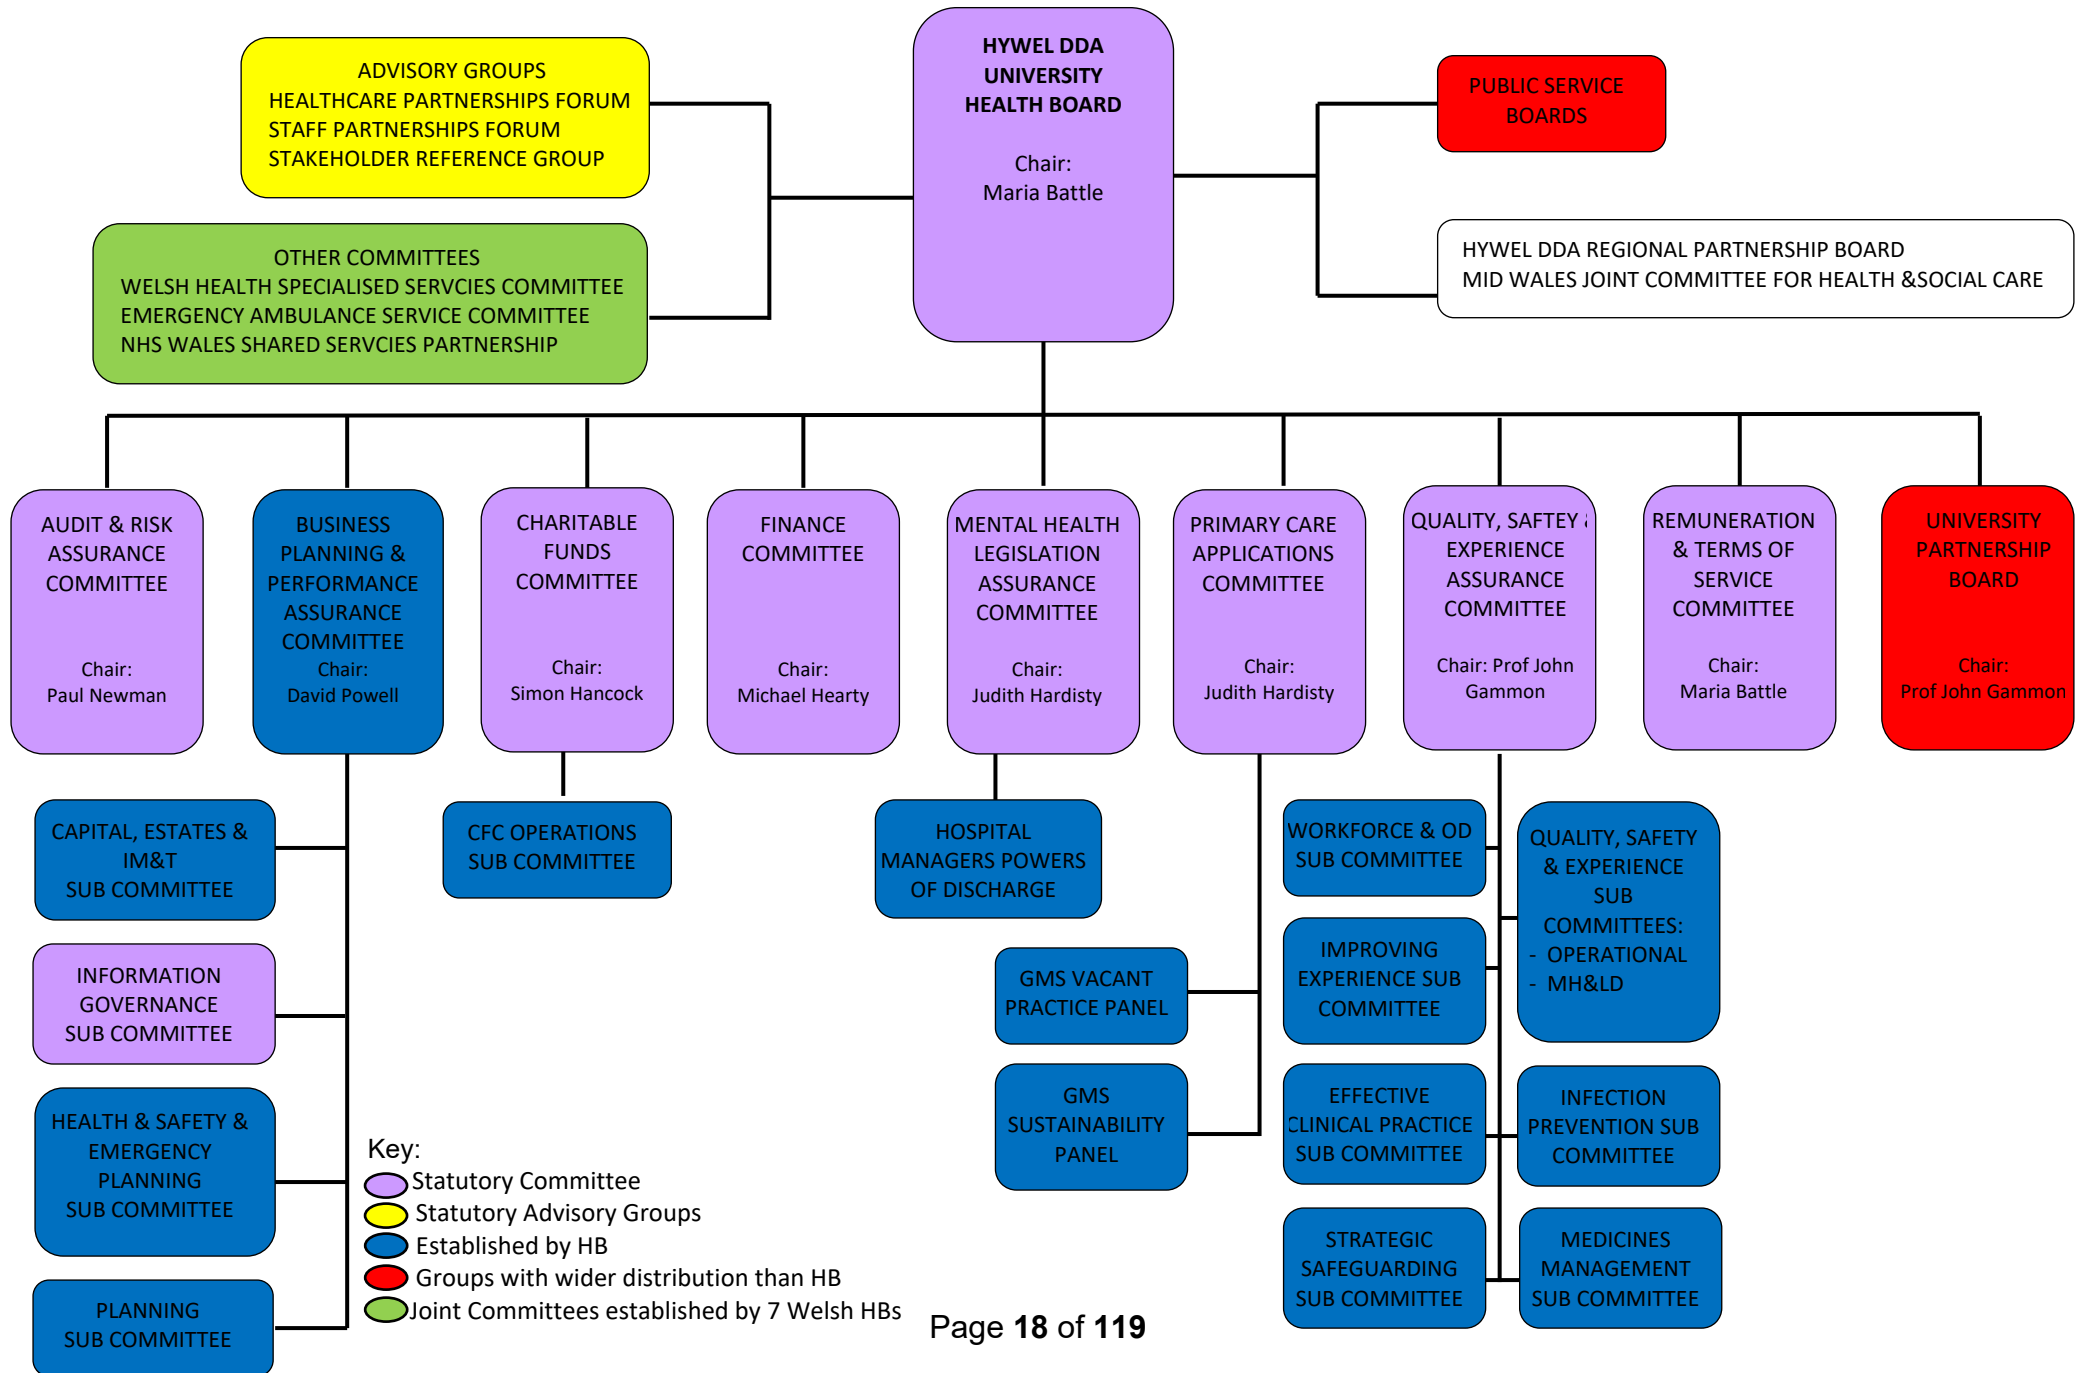 HYWEL DDA
UNIVERSITY
HEALTH BOARD
Chair:
Maria Battle
ADVISORY GROUPS
HEALTHCARE PARTNERSHIPS FORUM
STAFF PARTNERSHIPS FORUM
STAKEHOLDER REFERENCE GROUP
PUBLIC SERVICE
BOARDS
OTHER COMMITTEES
WELSH HEALTH SPECIALISED SERVCIES COMMITTEE
EMERGENCY AMBULANCE SERVICE COMMITTEE
NHS WALES SHARED SERVCIES PARTNERSHIP
HYWEL DDA REGIONAL PARTNERSHIP BOARD
MID WALES JOINT COMMITTEE FOR HEALTH &SOCIAL CARE
AUDIT & RISK
ASSURANCE
COMMITTEE
Chair:
Paul Newman
BUSINESS
PLANNING &
PERFORMANCE
ASSURANCE
COMMITTEE
Chair:
David Powell
CHARITABLE
FUNDS
COMMITTEE
Chair:
Simon Hancock
FINANCE
COMMITTEE
Chair:
Michael Hearty
MENTAL HEALTH
LEGISLATION
ASSURANCE
COMMITTEE
Chair:
Judith Hardisty
PRIMARY CARE
APPLICATIONS
COMMITTEE
Chair:
Judith Hardisty
QUALITY, SAFTEY &
EXPERIENCE
ASSURANCE
COMMITTEE
Chair: Prof John
Gammon
REMUNERATION
& TERMS OF
SERVICE
COMMITTEE
Chair:
Maria Battle
UNIVERSITY
PARTNERSHIP
BOARD
Chair:
Prof John Gammon
CAPITAL, ESTATES &
IM&T
SUB COMMITTEE
INFORMATION
GOVERNANCE
SUB COMMITTEE
HEALTH & SAFETY &
EMERGENCY
PLANNING
SUB COMMITTEE
PLANNING
SUB COMMITTEE
CFC OPERATIONS
SUB COMMITTEE
HOSPITAL
MANAGERS POWERS
OF DISCHARGE
GMS VACANT
PRACTICE PANEL
GMS
SUSTAINABILITY
PANEL
WORKFORCE & OD
SUB COMMITTEE
IMPROVING
EXPERIENCE SUB
COMMITTEE
EFFECTIVE
CLINICAL PRACTICE
SUB COMMITTEE
STRATEGIC
SAFEGUARDING
SUB COMMITTEE
QUALITY, SAFETY
& EXPERIENCE
SUB
COMMITTEES:
- OPERATIONAL
- MH&LD
INFECTION
PREVENTION SUB
COMMITTEE
MEDICINES
MANAGEMENT
SUB COMMITTEE
Key:
Statutory Committee
Statutory Advisory Groups
Established by HB
Groups with wider distribution than HB
Joint Committees established by 7 Welsh HBs
Page 18 of 119